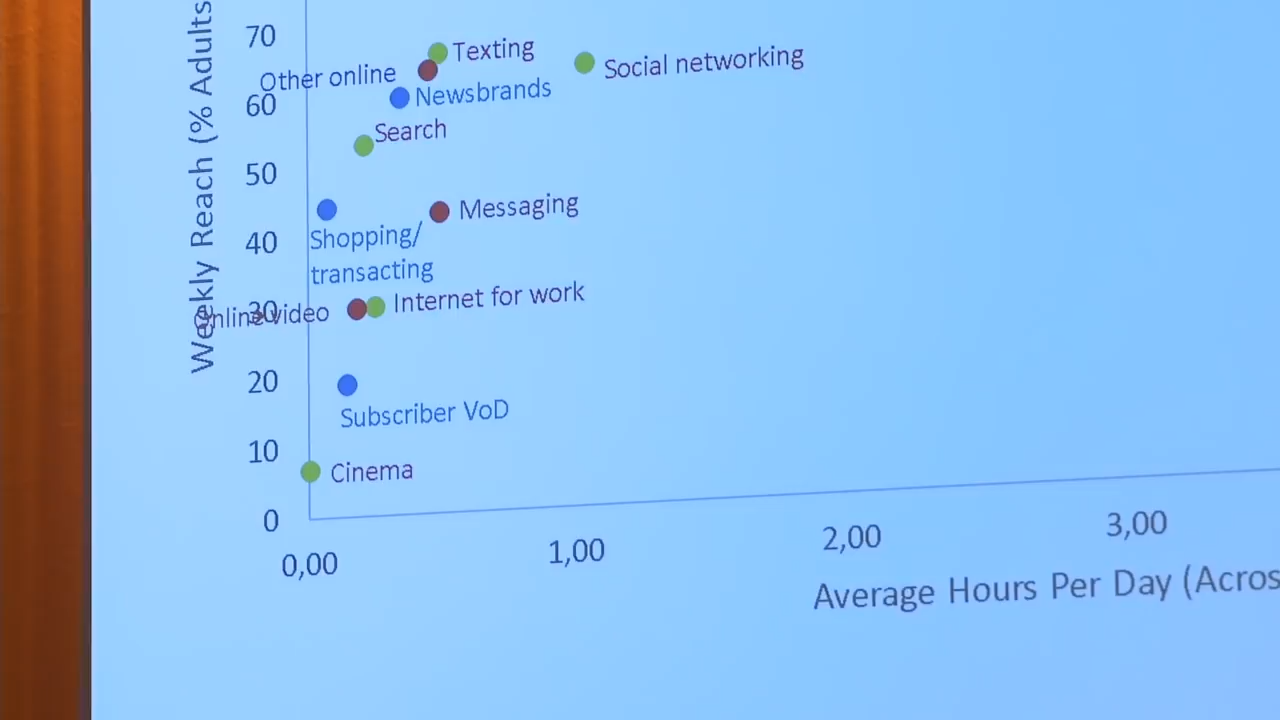 Weekly Reach (% Adults
70
60
50
40
30
20
10
0
Texting
Social networking
Other online
Newsbrands
Search
Messaging
Shopping/
transacting
Internet for work
Online video
Subscriber VoD
Cinema
0,00
1,00
2,00
3,00
Average Hours Per Day (Acros